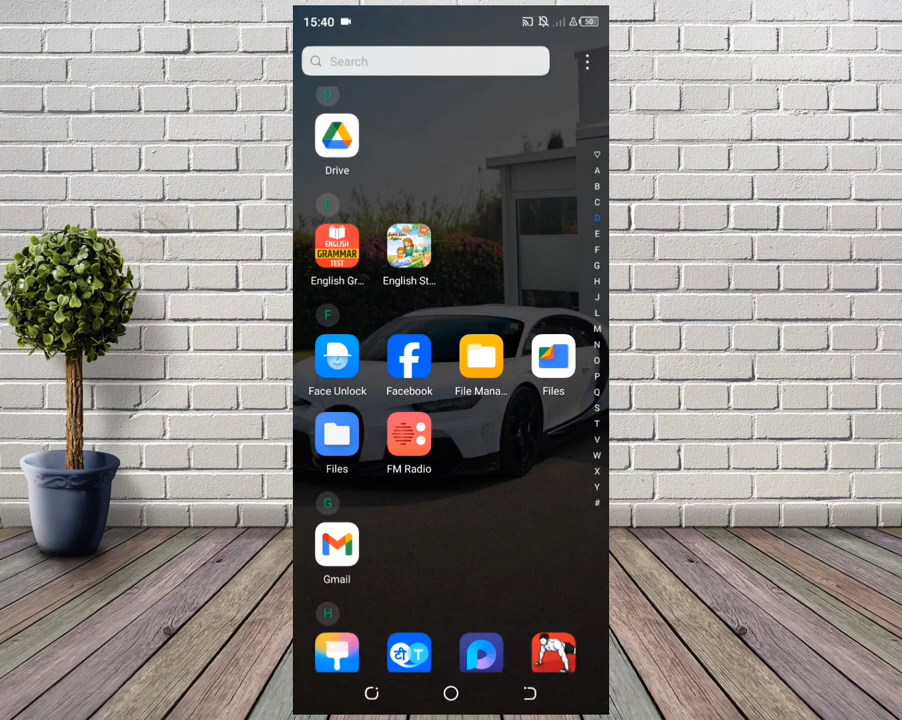 15:40
50
Search
D
Drive
E
ENGLISH
GRAMMAR
TEST
English Gr...
English St...
F
Face Unlock
Facebook
File Mana...
Files
Files
FM Radio
G
Gmail
H
टी T
♡
A
B
C
D
E
F
G
H
J
L
M
N
O
P
Q
S
T
V
W
X
Y
#